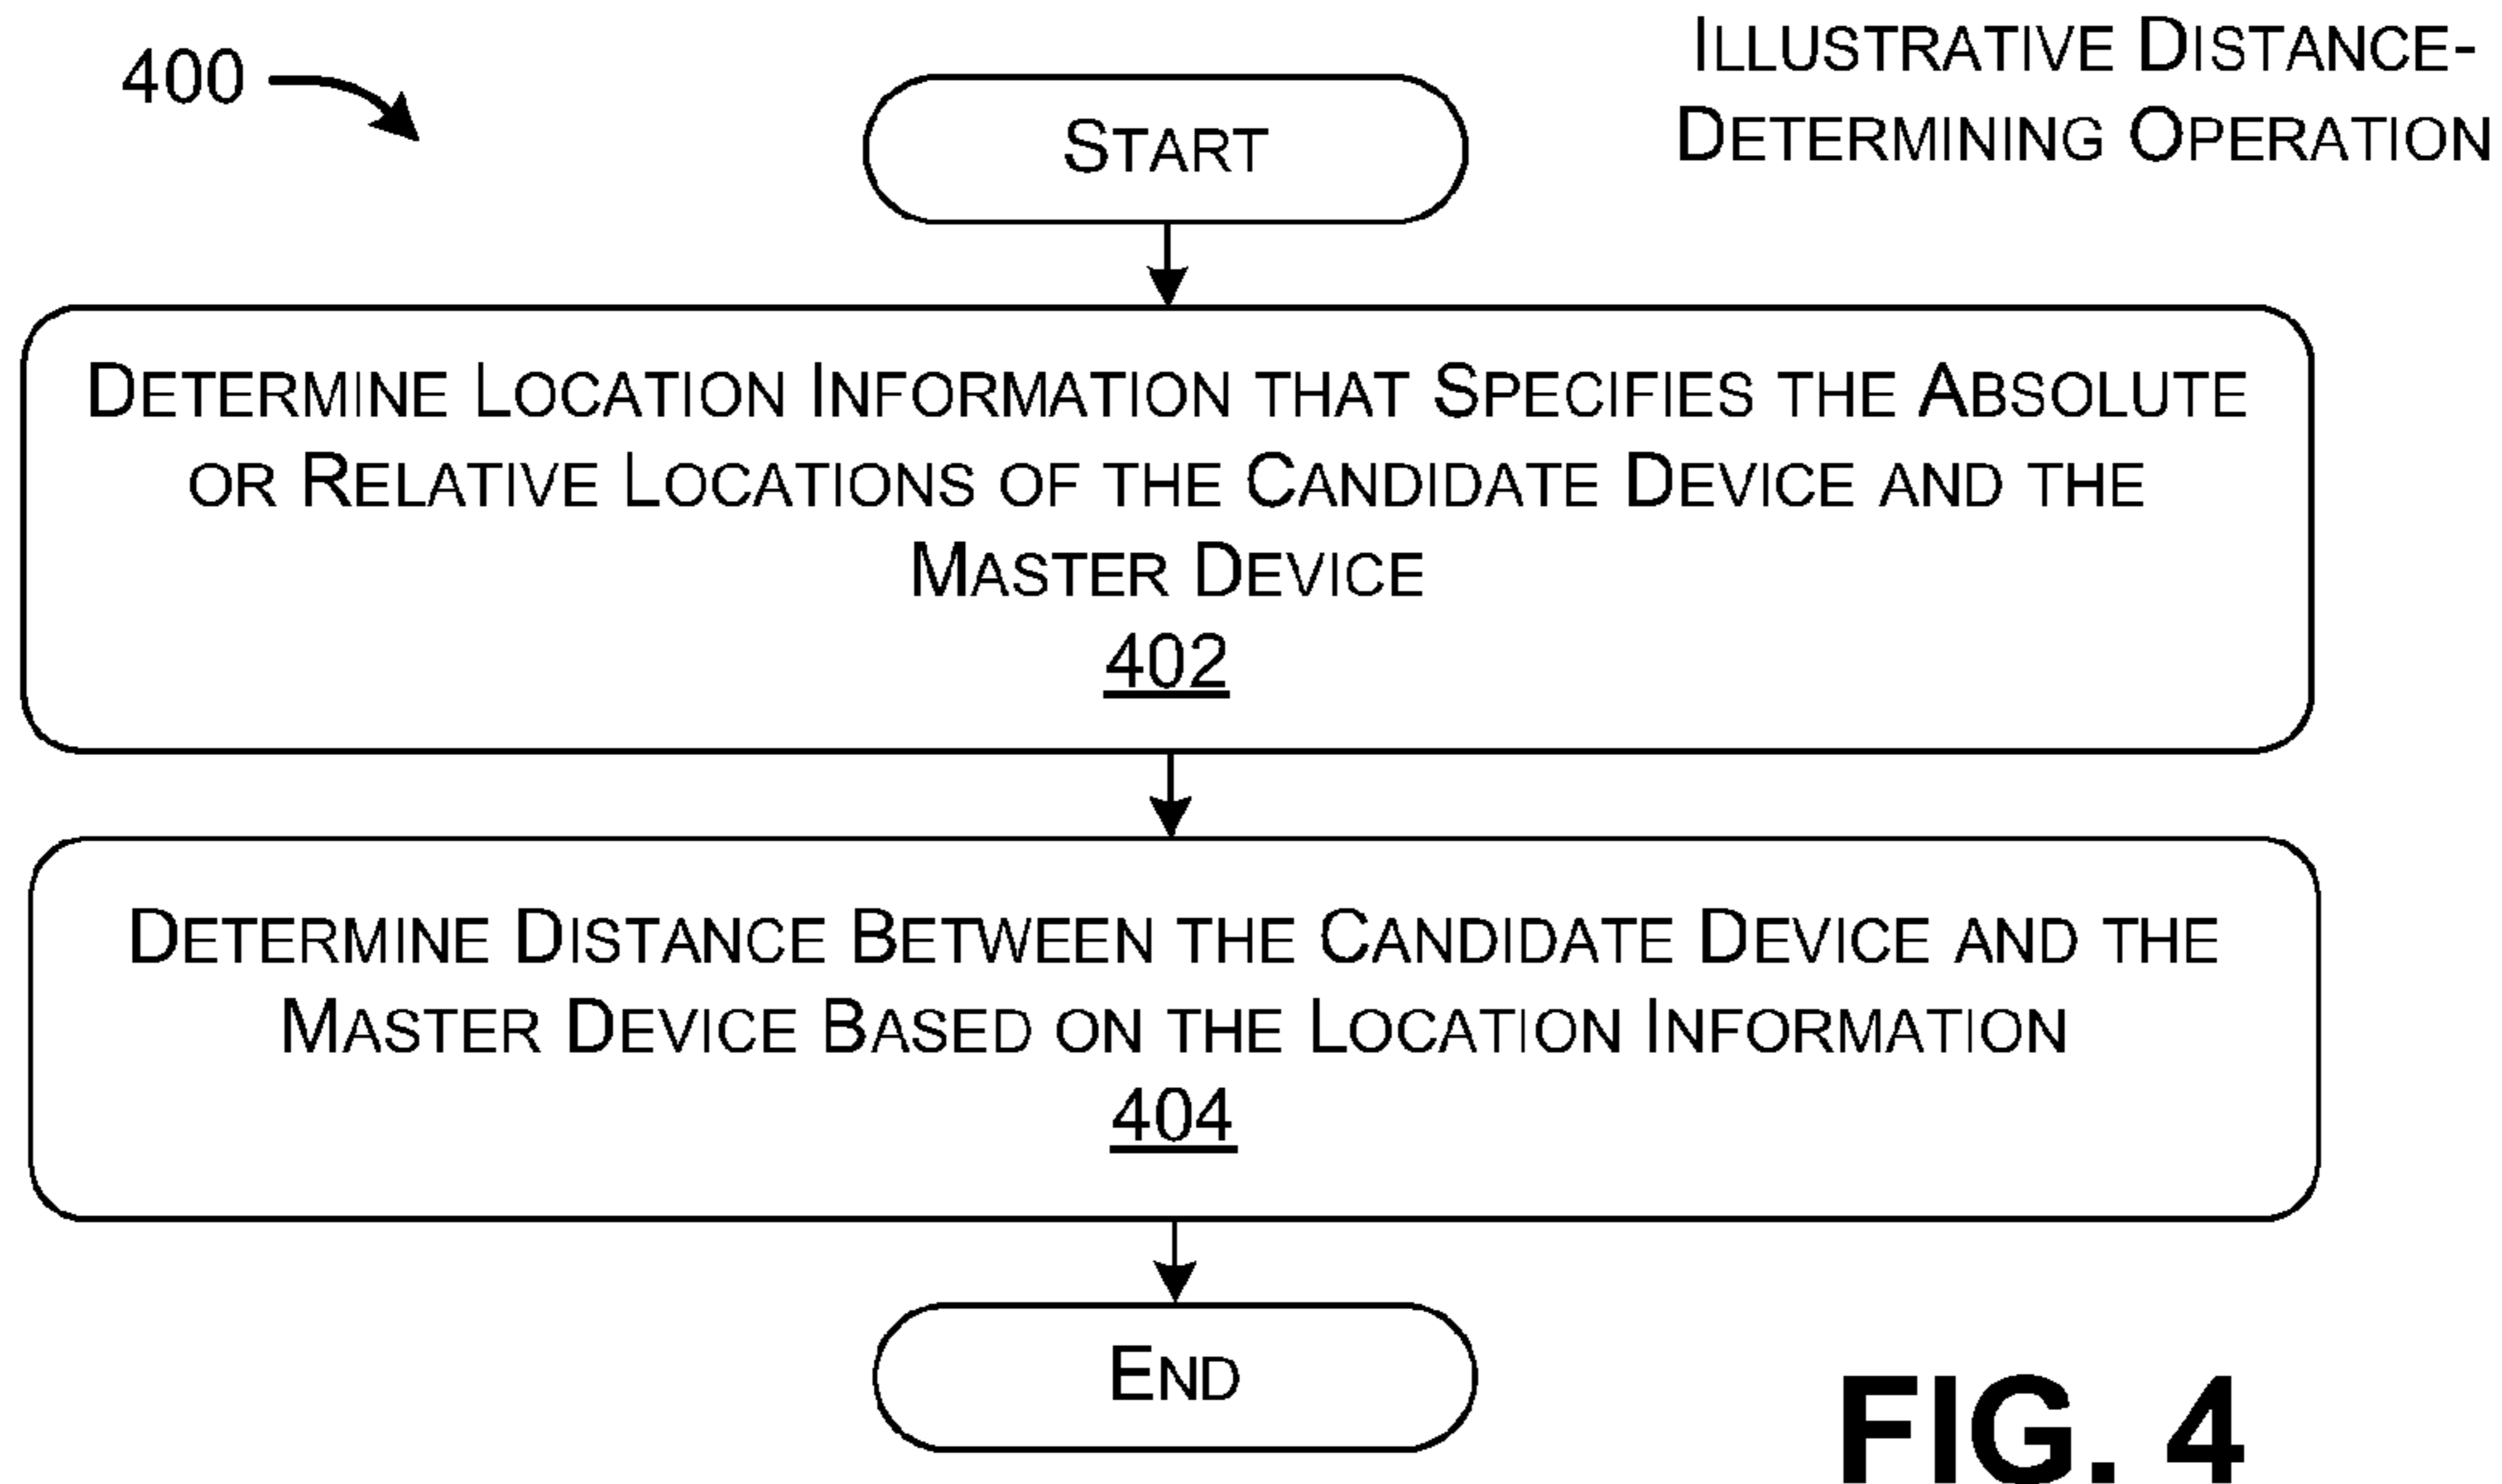 400
ILLUSTRATIVE DISTANCE-
DETERMINING OPERATION
START
DETERMINE LOCATION INFORMATION THAT SPECIFIES THE ABSOLUTE
OR RELATIVE LOCATIONS OF THE CANDIDATE DEVICE AND THE
MASTER DEVICE
402
DETERMINE DISTANCE BETWEEN THE CANDIDATE DEVICE AND THE
MASTER DEVICE BASED ON THE LOCATION INFORMATION
404
END
FIG. 4